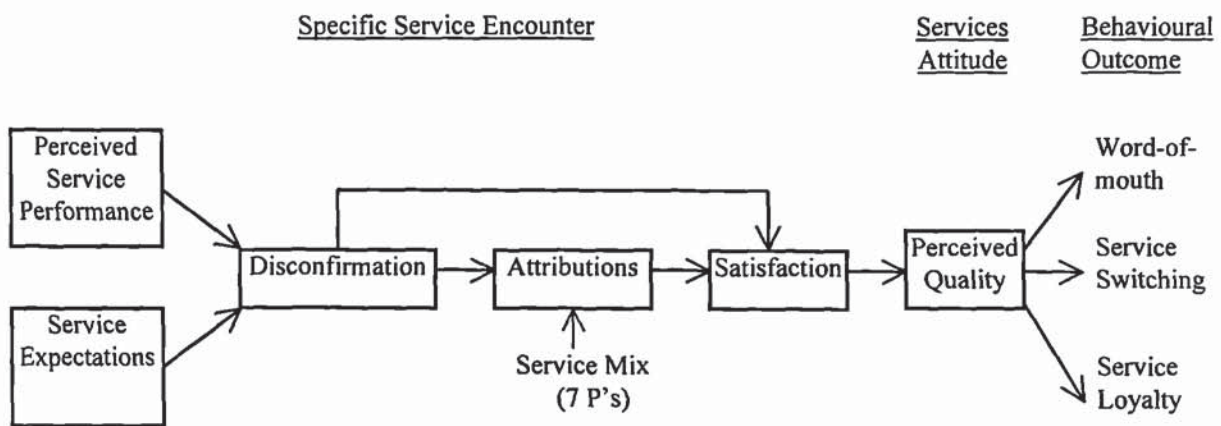 Specific Service Encounter
Services
Attitude
Behavioural
Outcome
Perceived
Service
Performance
Service
Expectations
Disconfirmation
Attributions
Service Mix
(7 P's)
Satisfaction
Perceived
Quality
Word-of-
mouth
Service
Switching
Service
Loyalty